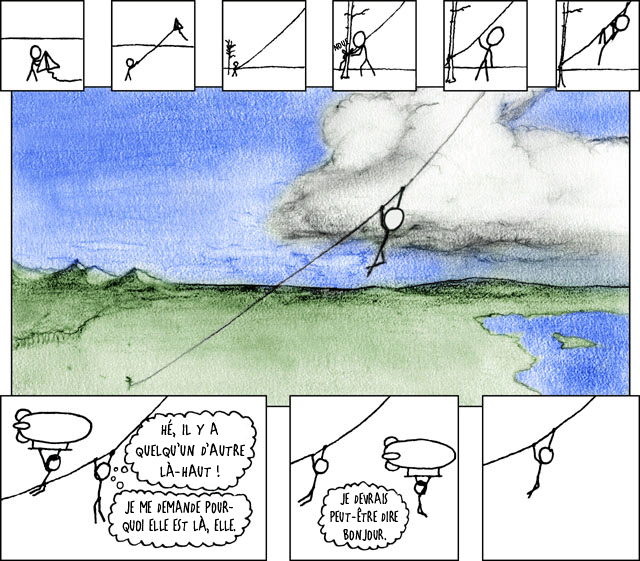 NOUE
HÉ, IL Y A
QUELQU'UN D'AUTRE
LÀ-HAUT !
JE ME DEMANDE POUR-
QUOI ELLE EST LÀ, ELLE.
JE DEVRAIS
PEUT-ÊTRE DIRE
BONJOUR.